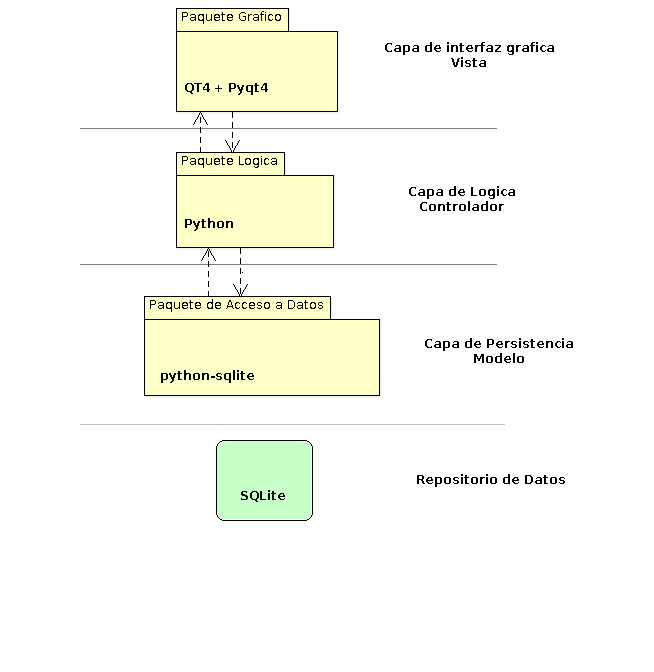 Paquete Grafico
QT4 + Pyqt4
Capa de interfaz grafica
Vista
Paquete Logica
Python
Capa de Logica
Controlador
Paquete de Acceso a Datos
python-sqlite
Capa de Persistencia
Modelo
SQLite
Repositorio de Datos